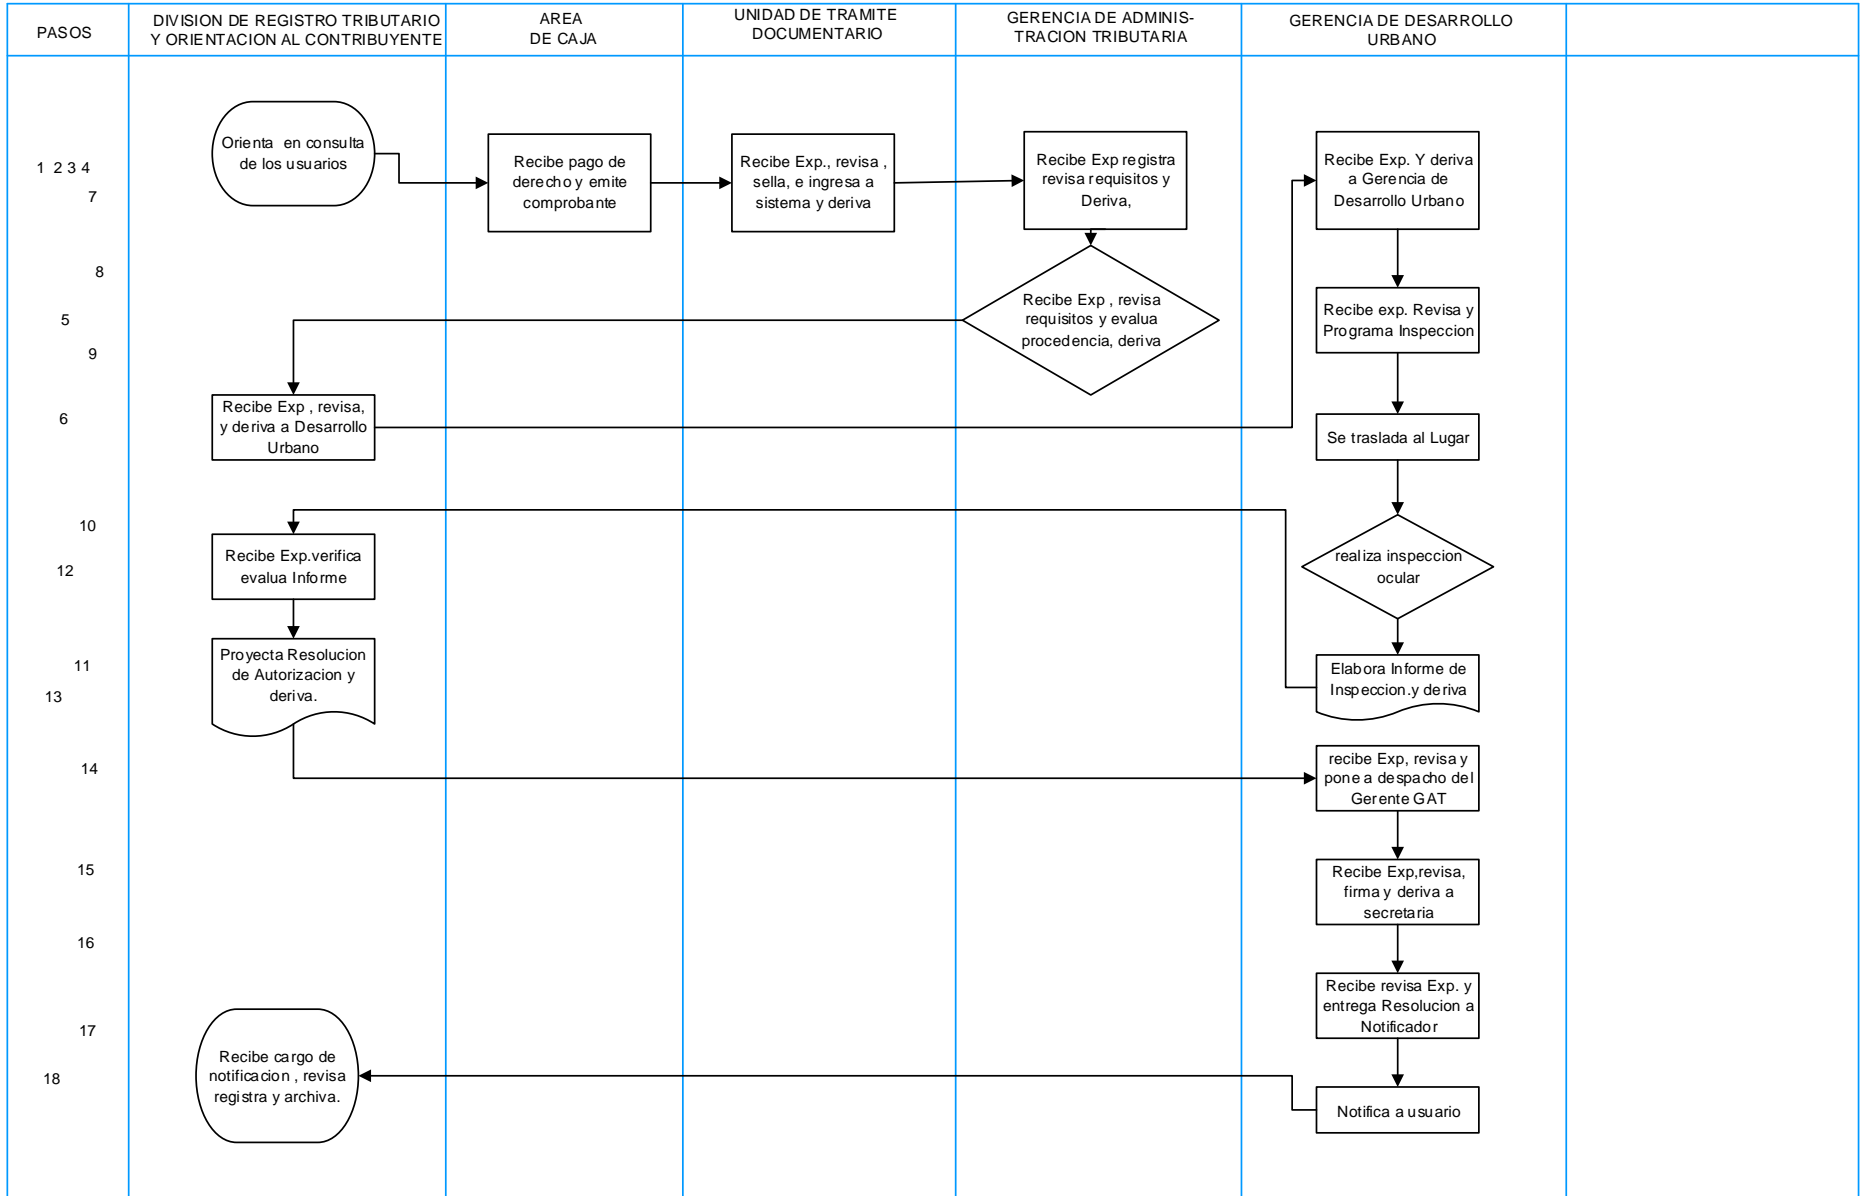 PASOS
DIVISION DE REGISTRO TRIBUTARIO
Y ORIENTACION AL CONTRIBUYENTE
AREA
DE CAJA
UNIDAD DE TRAMITE
DOCUMENTARIO
GERENCIA DE ADMINIS-
TRACION TRIBUTARIA
GERENCIA DE DESARROLLO
URBANO
1 2 3 4
7
Orienta en consulta
de los usuarios
Recibe pago de
derecho y emite
comprobante
Recibe Exp., revisa ,
sella, e ingresa a
sistema y deriva
Recibe Exp registra
revisa requisitos y
Deriva,
Recibe Exp. Y deriva
a Gerencia de
Desarrollo Urbano
8
5
9
Recibe Exp , revisa
requisitos y evalua
procedencia, deriva
Recibe exp. Revisa y
Programa Inspeccion
6
Recibe Exp , revisa,
y deriva a Desarrollo
Urbano
Se traslada al Lugar
10
12
Recibe Exp.verifica
evalua Informe
realiza inspeccion
ocular
11
13
Proyecta Resolucion
de Autorizacion y
deriva.
Elabora Informe de
Inspeccion.y deriva
14
recibe Exp, revisa y
pone a despacho del
Gerente GAT
15
Recibe Exp,revisa,
firma y deriva a
secretaria
16
Recibe revisa Exp. y
entrega Resolucion a
Notificador
17
18
Recibe cargo de
notificacion , revisa
registra y archiva.
Notifica a usuario